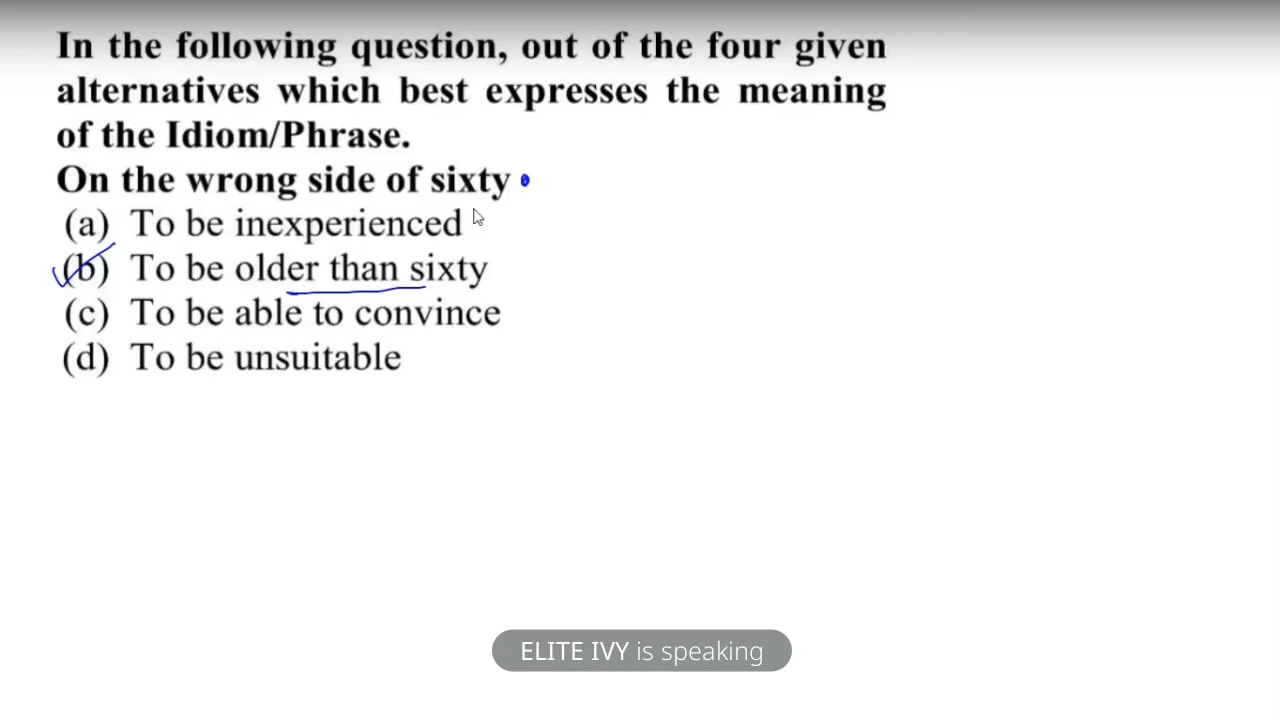 In the following question, out of the four given
alternatives which best expresses the meaning
of the Idiom/Phrase.
On the wrong side of sixty
(a) To be inexperienced
(b) To be older than sixty
(c) To be able to convince
(d) To be unsuitable
ELITE IVY is speaking